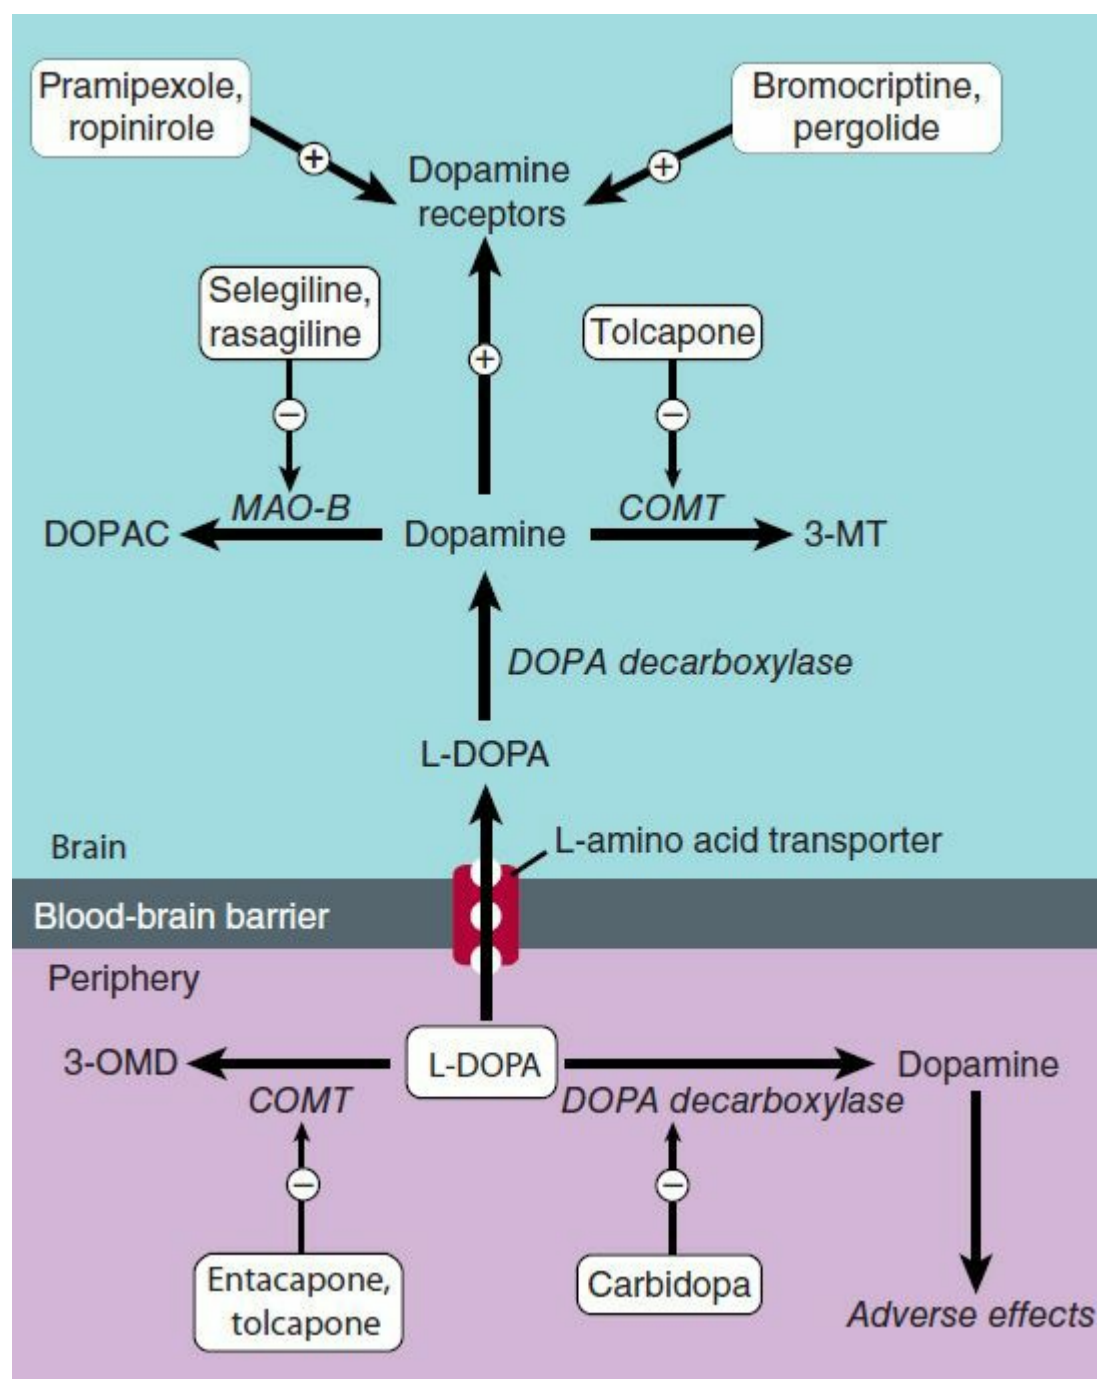 Pramipexole,
ropinirole
Bromocriptine,
pergolide
+
+
Dopamine
receptors
Selegiline,
rasagiline
Tolcapone
+
−
−
MAO-B
COMT
DOPAC
Dopamine
3-MT
DOPA decarboxylase
L-DOPA
L-amino acid transporter
Brain
Blood-brain barrier
Periphery
3-OMD
L-DOPA
Dopamine
COMT
DOPA decarboxylase
−
−
Entacapone,
tolcapone
Carbidopa
Adverse effects